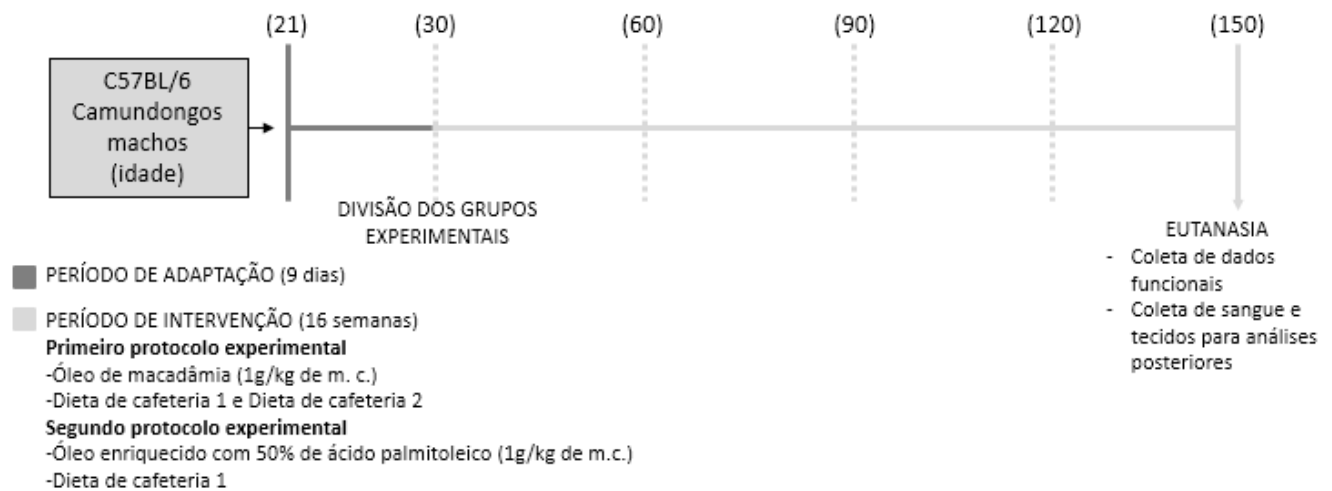 (21)
(30)
(60)
(90)
(120)
(150)
C57BL/6
Camundongos
machos
(idade)
DIVISÃO DOS GRUPOS
EXPERIMENTAIS
EUTANASIA
- Coleta de dados
funcionais
- Coleta de sangue e
tecidos para análises
posteriores
PERÍODO DE ADAPTAÇÃO (9 dias)
PERÍODO DE INTERVENÇÃO (16 semanas)
Primeiro protocolo experimental
-Óleo de macadâmia (1g/kg de m. c.)
-Dieta de cafeteria 1 e Dieta de cafeteria 2
Segundo protocolo experimental
-Óleo enriquecido com 50% de ácido palmitoleico (1g/kg de m.c.)
-Dieta de cafeteria 1